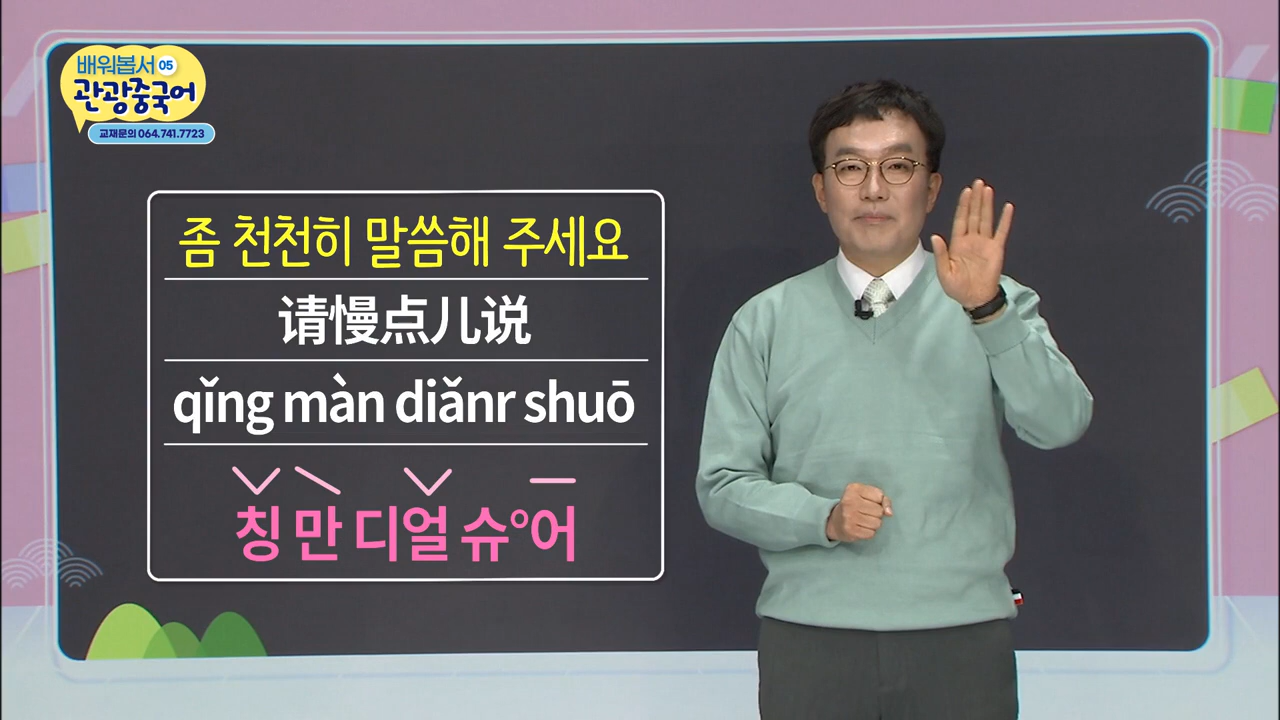 배워봅서 05
관광중국어
교재문의 064.741.7723
좀 천천히 말씀해 주세요
请慢点儿说
qǐng màn diǎnr shuō
칭 만 디얼 슈°어